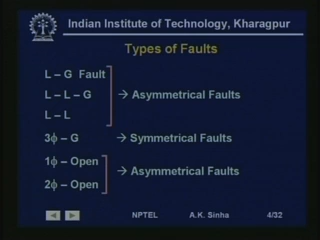 Indian Institute of Technology, Kharagpur
Types of Faults
L – G Fault
L – L – G → Asymmetrical Faults
L – L
3ϕ – G → Symmetrical Faults
1ϕ – Open
→ Asymmetrical Faults
2ϕ – Open
NPTEL A.K. Sinha 4/32